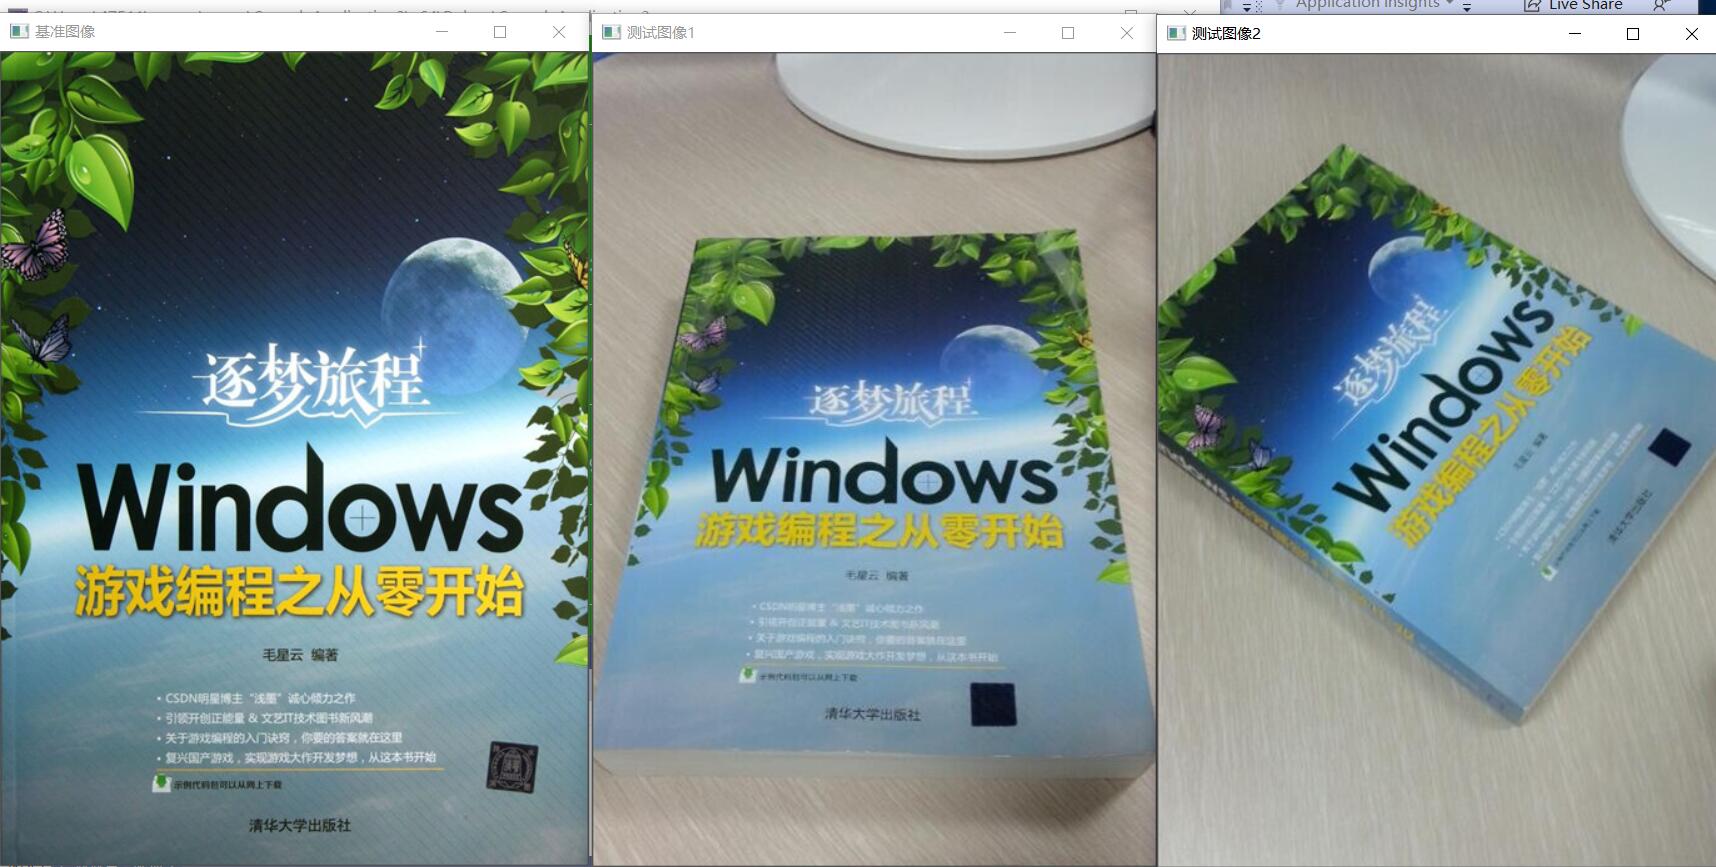 Application Insights
Live Share
基准图像
逐梦旅程
Windows
游戏编程之从零开始
毛星云 编著
• CSDN明星博主“浅墨”诚心倾力之作
• 引领开创正能量 & 文艺IT技术图书新风潮
• 关于游戏编程的入门诀窍，你要的答案就在这里
• 复兴国产游戏，实现游戏大作开发梦想，从这本书开始
示例代码包可以从网上下载
清华大学出版社
测试图像1
逐梦旅程
Windows
游戏编程之从零开始
毛星云 编著
• CSDN明星博主“浅墨”诚心倾力之作
• 引领开创正能量 & 文艺IT技术图书新风潮
• 关于游戏编程的入门诀窍，你要的答案就在这里
• 复兴国产游戏，实现游戏大作开发梦想，从这本书开始
示例代码包可以从网上下载
清华大学出版社
测试图像2
逐梦旅程
Windows
游戏编程之从零开始
毛星云 编著
清华大学出版社